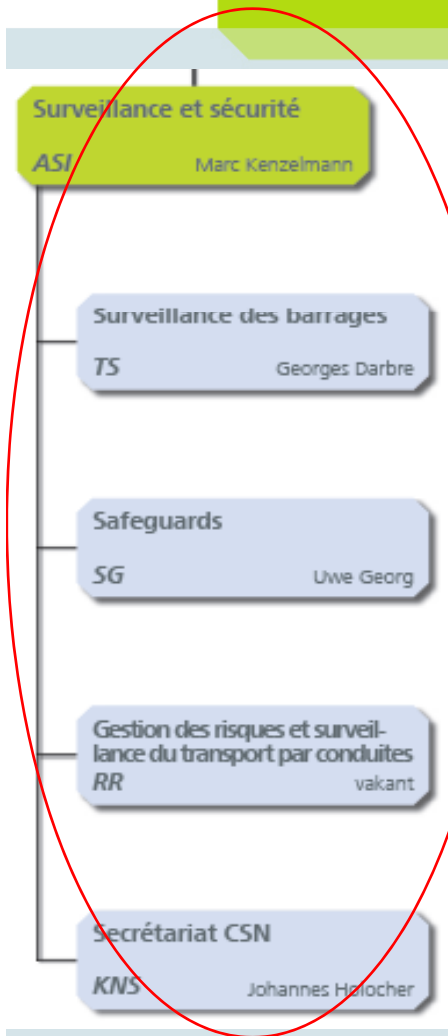 Surveillance et sécurité
ASI Marc Kenzelmann
Surveillance des barrages
TS Georges Darbre
Safeguards
SG Uwe Georg
Gestion des risques et surveil-
lance du transport par conduites
RR vakant
Secrétariat CSN
KNS Johannes Holocher